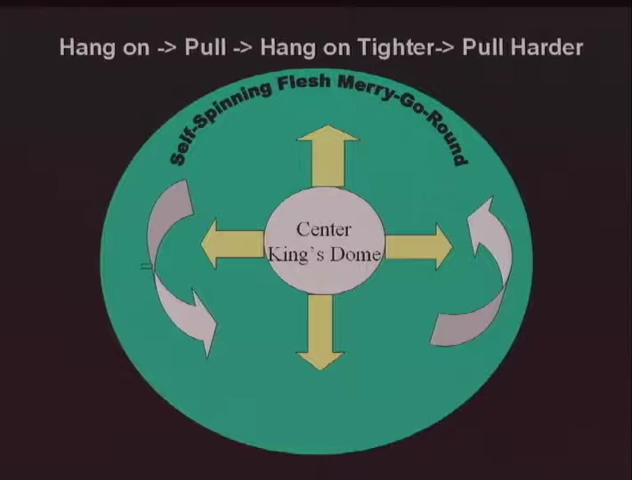 Hang on -> Pull -> Hang on Tighter-> Pull Harder
Self-Spinning Flesh Merry-Go-Round
Center
King's Dome